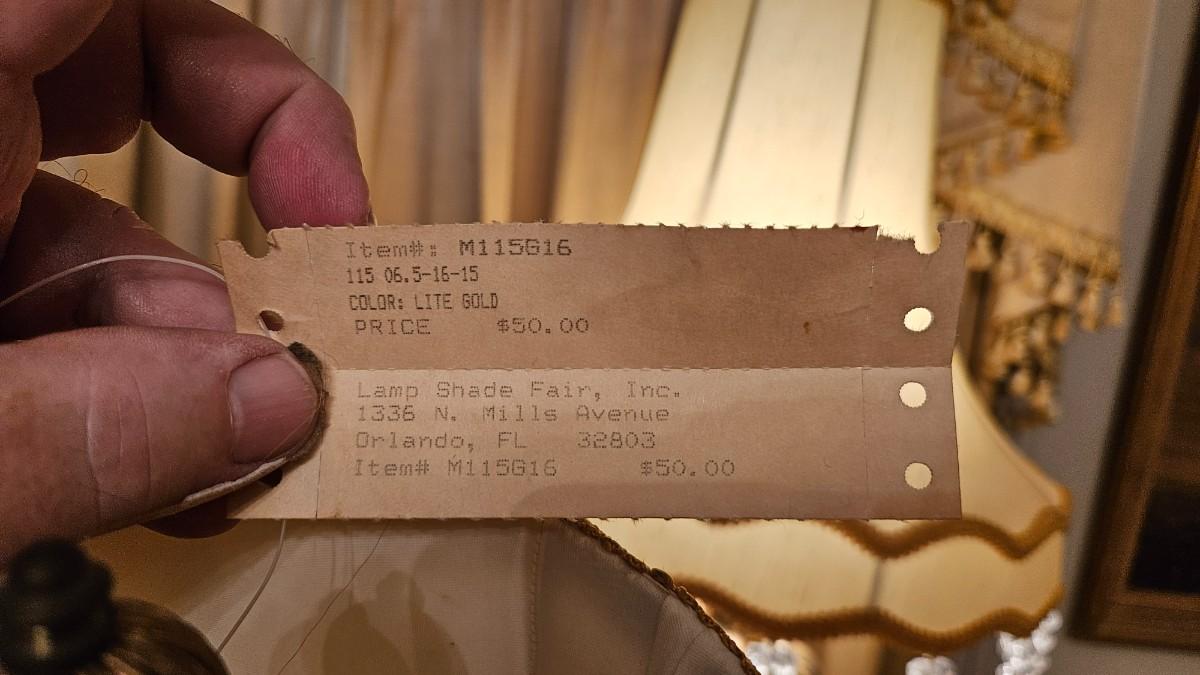 Item#: M115G16
115 06.5-16-15
COLOR: LITE GOLD
PRICE $50.00
Lamp Shade Fair, Inc.
1336 N. Mills Avenue
Orlando, FL 32803
Item# M115G16 $50.00